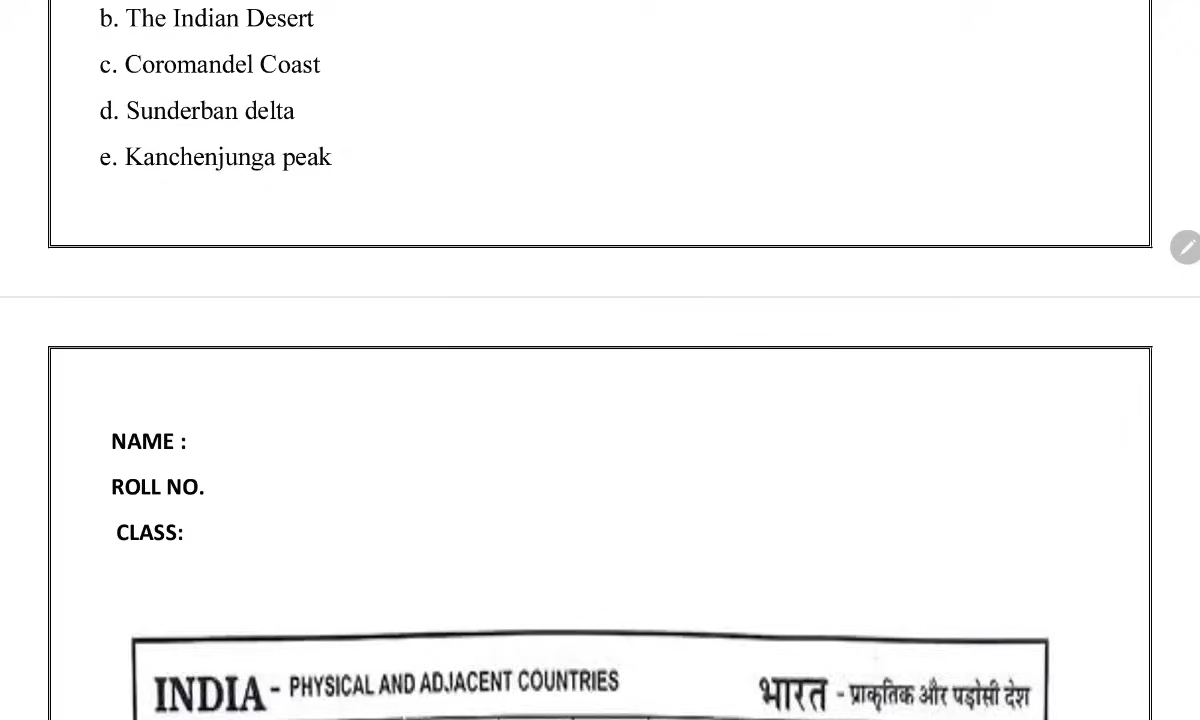 b. The Indian Desert
c. Coromandel Coast
d. Sunderban delta
e. Kanchenjunga peak
NAME :
ROLL NO.
CLASS:
INDIA - PHYSICAL AND ADJACENT COUNTRIES
भारत - प्राकृतिक और पड़ोसी देश